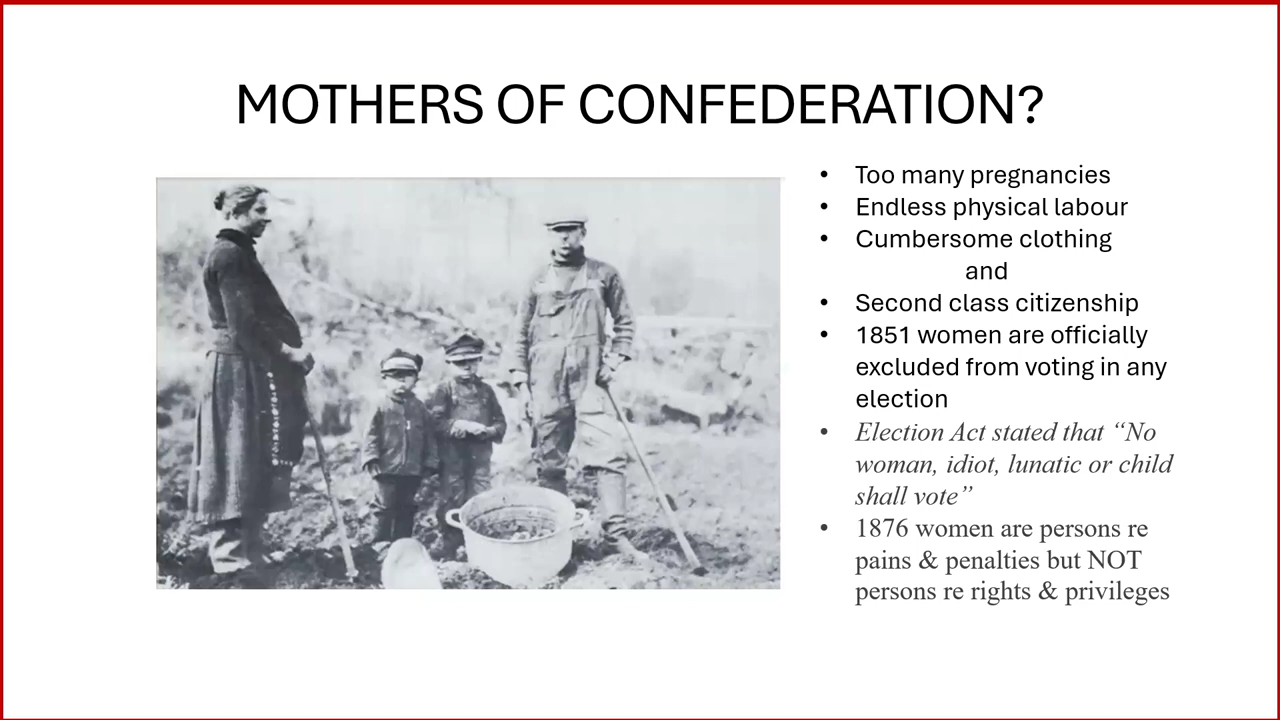 MOTHERS OF CONFEDERATION?
• Too many pregnancies
• Endless physical labour
• Cumbersome clothing
and
• Second class citizenship
• 1851 women are officially
excluded from voting in any
election
• Election Act stated that “No
woman, idiot, lunatic or child
shall vote”
• 1876 women are persons re
pains & penalties but NOT
persons re rights & privileges